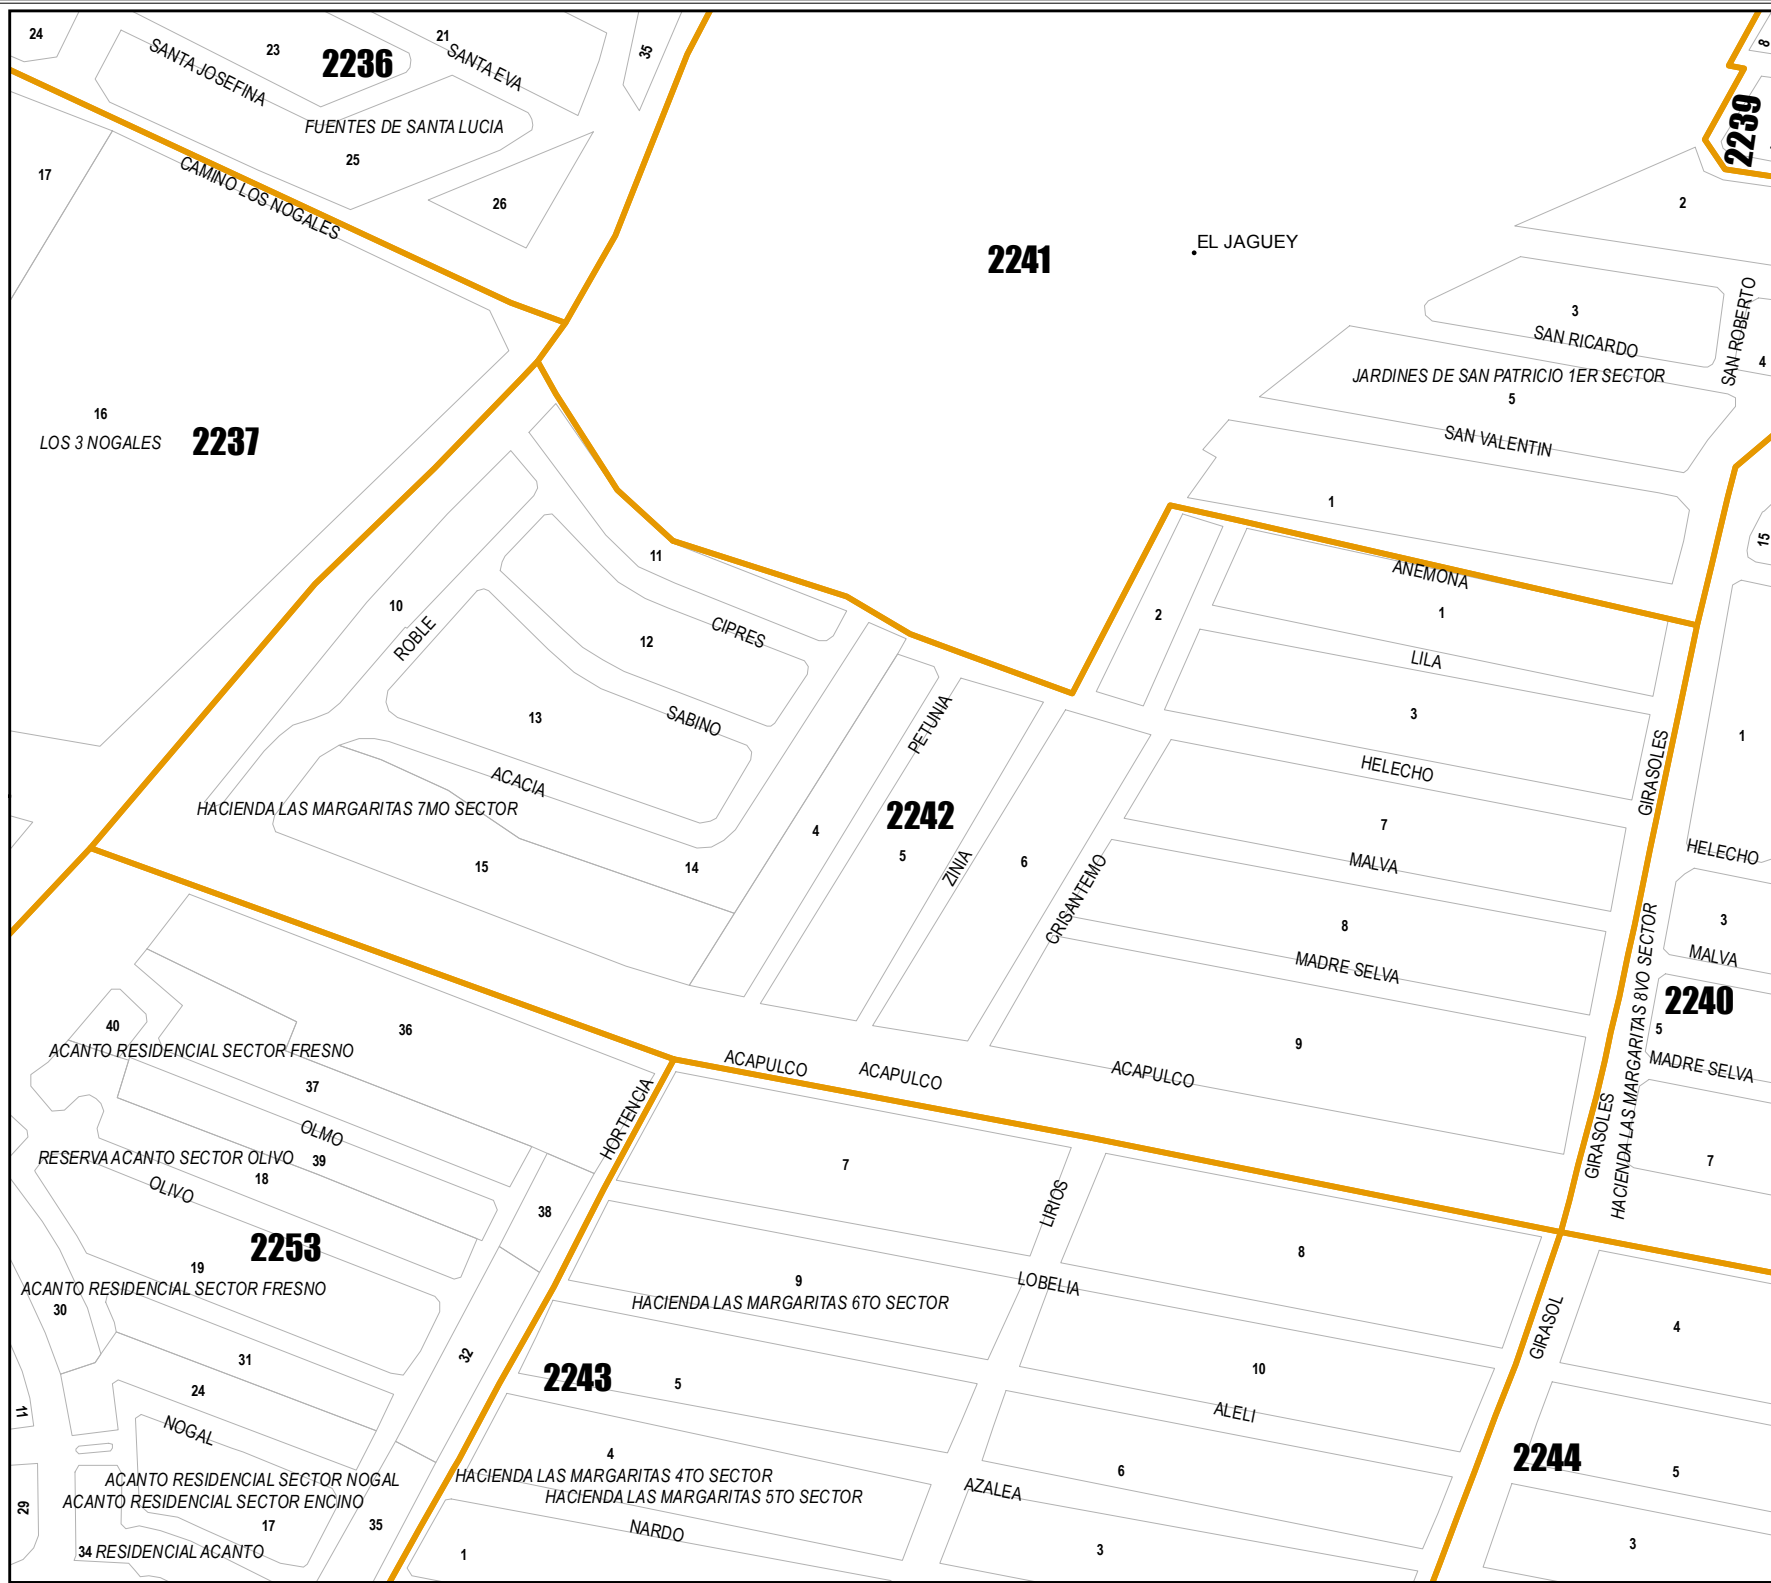 24
23
2236
21
SANTA EVA
35
8
SANTA JOSEFINA
2239
FUENTES DE SANTA LUCIA
25
17
CAMINO LOS NOGALES
26
2
2241
EL JAGUEY
SAN ROBERTO
3
SAN RICARDO
4
JARDINES DE SAN PATRICIO 1ER SECTOR
5
16
LOS 3 NOGALES
2237
SAN VALENTIN
1
15
11
ANEMONA
10
ROBLE
12
CIPRES
2
1
LILA
13
SABINO
PETUNIA
3
GIRASOLES
1
ACACIA
HELECHO
HACIENDA LAS MARGARITAS 7MO SECTOR
2242
4
5
ZINIA
6
7
MALVA
HELECHO
15
14
CRISANTEMO
8
3
MADRE SELVA
MALVA
HACIENDA LAS MARGARITAS 8VO SECTOR
2240
40
36
5
ACANTO RESIDENCIAL SECTOR FRESNO
9
ACAPULCO
ACAPULCO
ACAPULCO
MADRE SELVA
37
HORTENCIA
OLMO
GIRASOLES
RESERVA ACANTO SECTOR OLIVO
39
7
7
18
OLIVO
38
LIRIOS
2253
8
19
ACANTO RESIDENCIAL SECTOR FRESNO
9
LOBELIA
30
HACIENDA LAS MARGARITAS 6TO SECTOR
GIRASOL
4
31
32
2243
5
10
24
11
NOGAL
ALELI
4
2244
ACANTO RESIDENCIAL SECTOR NOGAL
HACIENDA LAS MARGARITAS 4TO SECTOR
6
5
ACANTO RESIDENCIAL SECTOR ENCINO
HACIENDA LAS MARGARITAS 5TO SECTOR
AZALEA
29
17
35
NARDO
34
RESIDENCIAL ACANTO
1
3
3